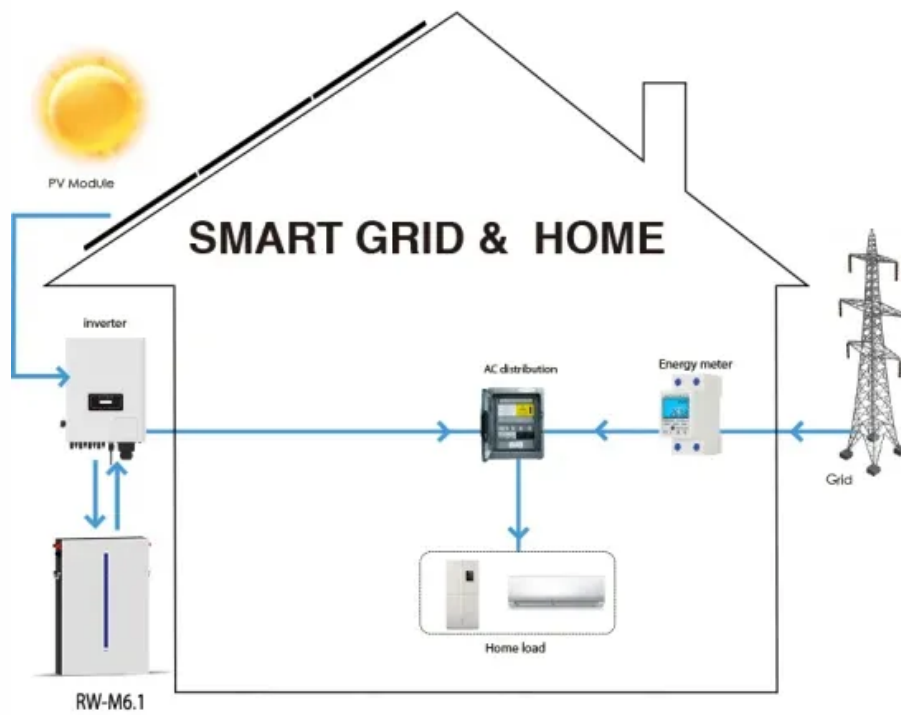 PV Module
SMART GRID & HOME
inverter
AC distribution
Energy meter
Grid
Home load
RW-M6.1